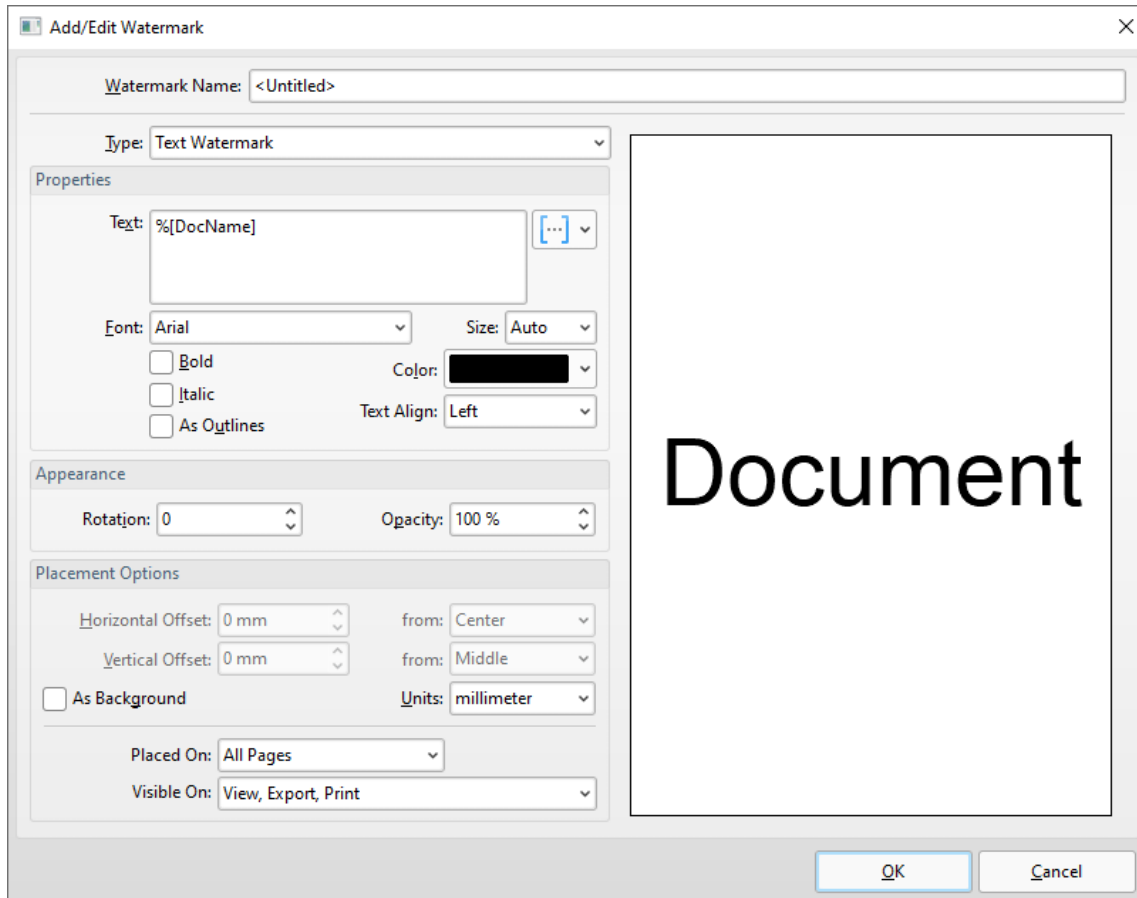 Add/Edit Watermark
Watermark Name: <Untitled>
Type: Text Watermark
Properties
Text: %[DocName]
[...]
Font: Arial Size: Auto
Bold
Color:
Italic
Text Align: Left
As Outlines
Appearance
Rotation: 0 Opacity: 100 %
Placement Options
Horizontal Offset: 0 mm from: Center
Vertical Offset: 0 mm from: Middle
As Background Units: millimeter
Placed On: All Pages
Visible On: View, Export, Print
Document
OK Cancel